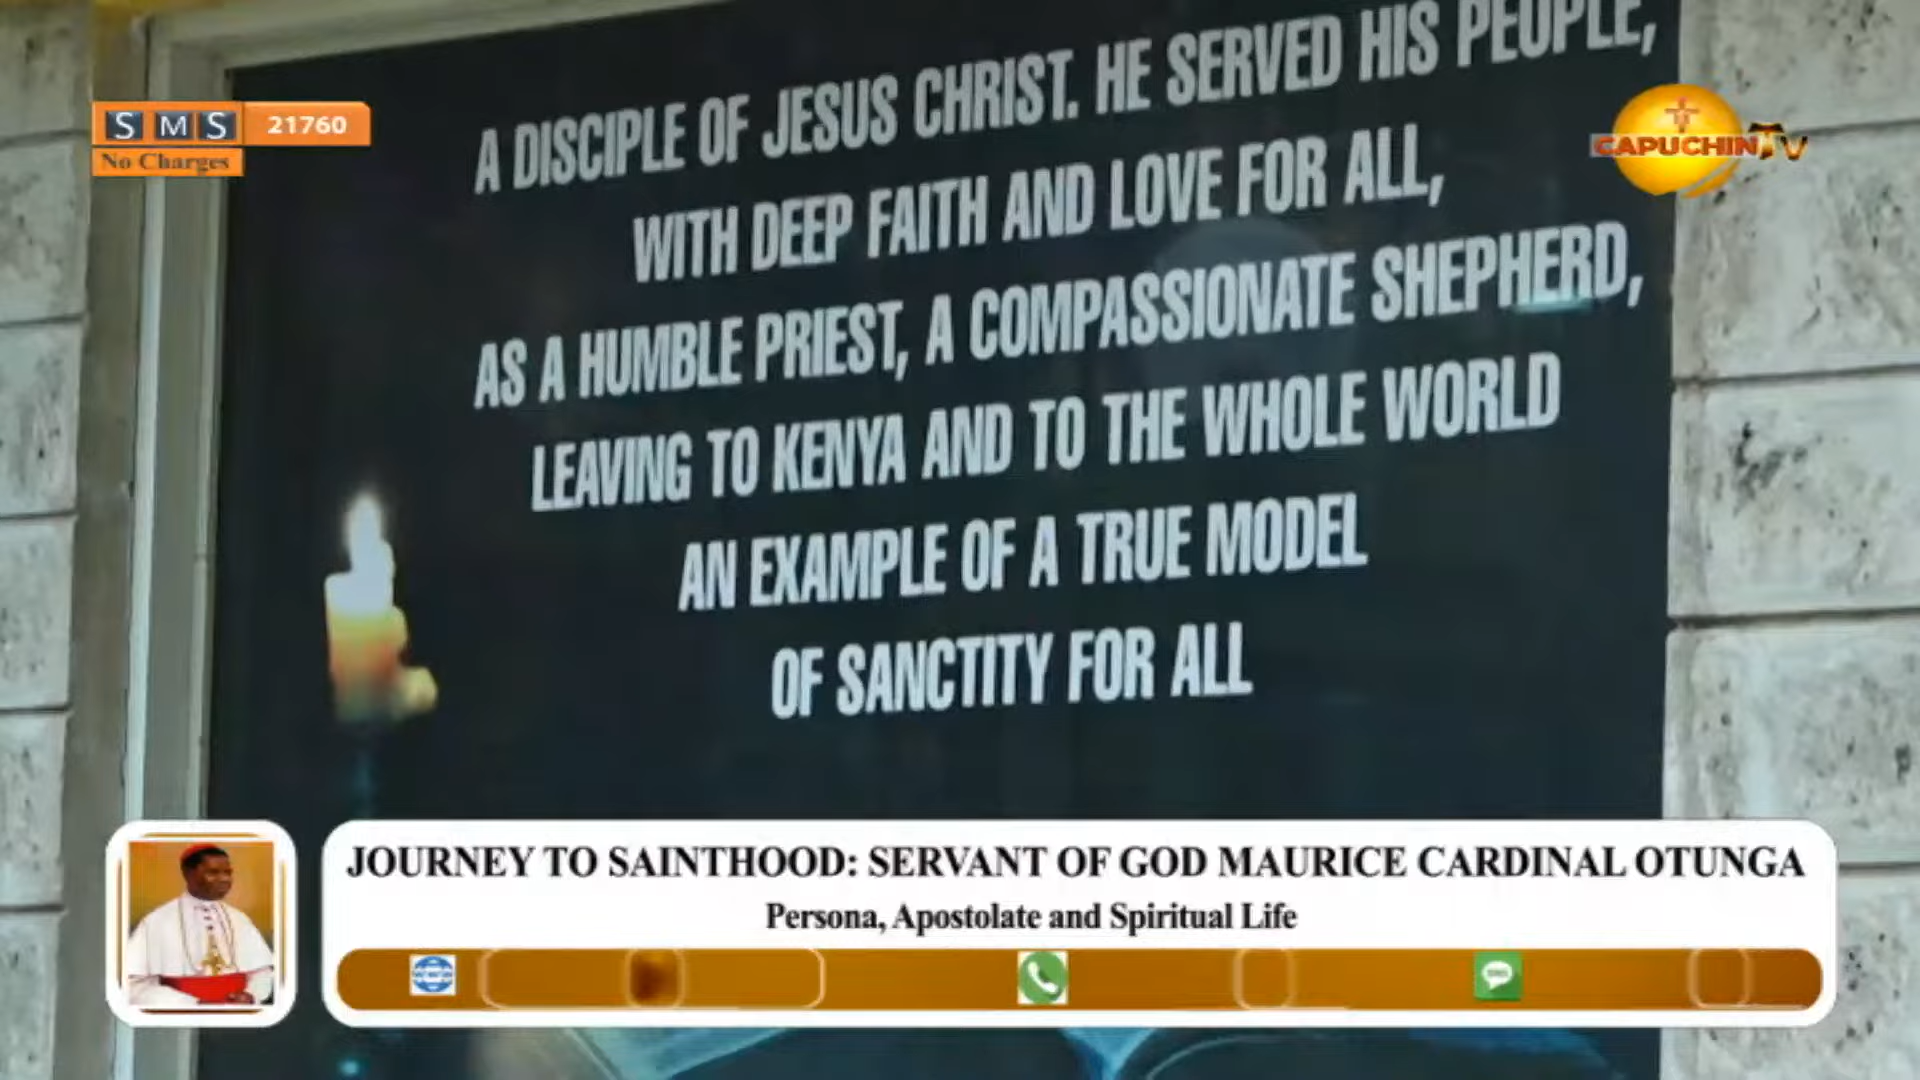 A DISCIPLE OF JESUS CHRIST. HE SERVED HIS PEOPLE,
WITH DEEP FAITH AND LOVE FOR ALL,
AS A HUMBLE PRIEST, A COMPASSIONATE SHEPHERD,
LEAVING TO KENYA AND TO THE WHOLE WORLD
AN EXAMPLE OF A TRUE MODEL
OF SANCTITY FOR ALL
SMS 21760
No Charges
CAPUCHIN TV
JOURNEY TO SAINTHOOD: SERVANT OF GOD MAURICE CARDINAL OTUNGA
Persona, Apostolate and Spiritual Life
WWW
SMS